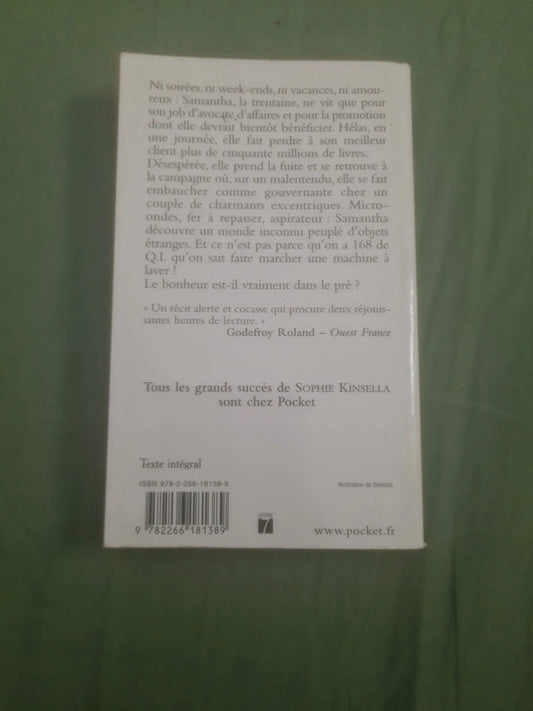 Ni soirées, ni week-ends, ni vacances, ni amou-
reux : Samantha, la trentaine, ne vit que pour
son job d'avocate d'affaires et pour la promotion
dont elle devrait bientôt bénéficier. Hélas, en
une journée, elle fait perdre à son meilleur
client plus de cinquante millions de livres.
Désespérée, elle prend la fuite et se retrouve à
la campagne où, sur un malentendu, elle se fait
embaucher comme gouvernante chez un
couple de charmants excentriques. Micro-
ondes, fer à repasser, aspirateur : Samantha
découvre un monde inconnu peuplé d'objets
étranges. Et ce n'est pas parce qu'on a 168 de
Q.I. qu'on sait faire marcher une machine à
laver !
Le bonheur est-il vraiment dans le pré ?
« Un récit alerte et cocasse qui procure deux réjouis-
santes heures de lecture. »
Godefroy Roland – Ouest France
Tous les grands succès de SOPHIE KINSELLA
sont chez Pocket
Texte intégral
ISBN 978-2-266-18138-9
Illustration de Soledad
9 782266 181389
7
www.pocket.fr